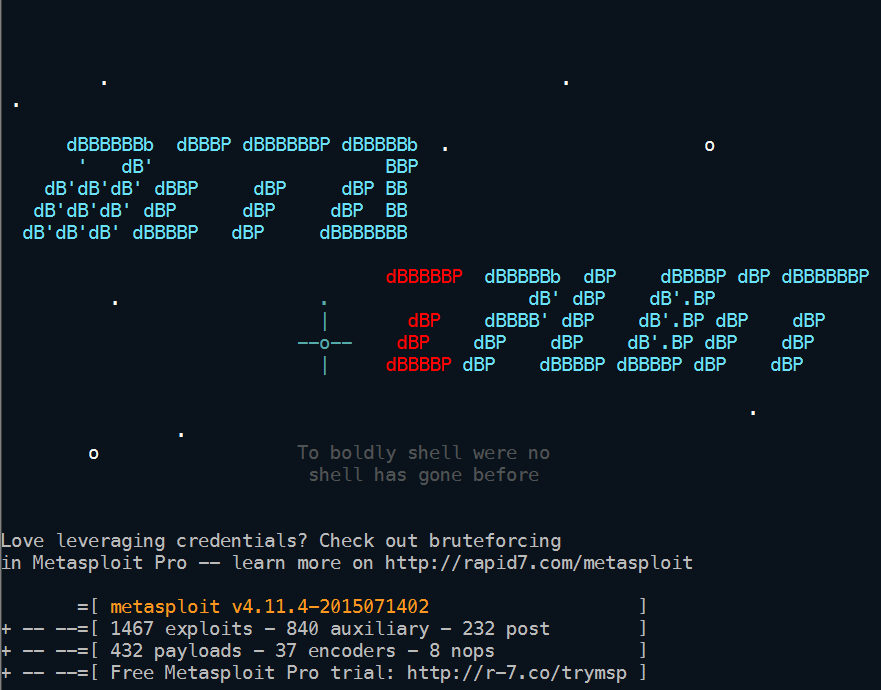 dBBBBBBb  dBBBP dBBBBBBP dBBBBBb  .                       o
 '   dB'                     BBP
dB'dB'dB' dBBP     dBP     dBP BB
dB'dB'dB' dBP      dBP     dBP  BB
dB'dB'dB' dBBBBP   dBP     dBBBBBBB
dBBBBBP  dBBBBBb  dBP    dBBBBP dBP dBBBBBBP
.                  .                  dB' dBP    dB'.BP
|       dBP    dBBBB' dBP    dB'.BP dBP    dBP
--o--    dBP    dBP    dBP    dB'.BP dBP    dBP
|     dBBBBP dBP    dBBBBP dBBBBP dBP    dBP
o                  To boldly shell were no
shell has gone before
Love leveraging credentials? Check out bruteforcing
in Metasploit Pro -- learn more on http://rapid7.com/metasploit
=[ metasploit v4.11.4-2015071402                   ]
+ -- --=[ 1467 exploits - 840 auxiliary - 232 post        ]
+ -- --=[ 432 payloads - 37 encoders - 8 nops             ]
+ -- --=[ Free Metasploit Pro trial: http://r-7.co/trymsp ]